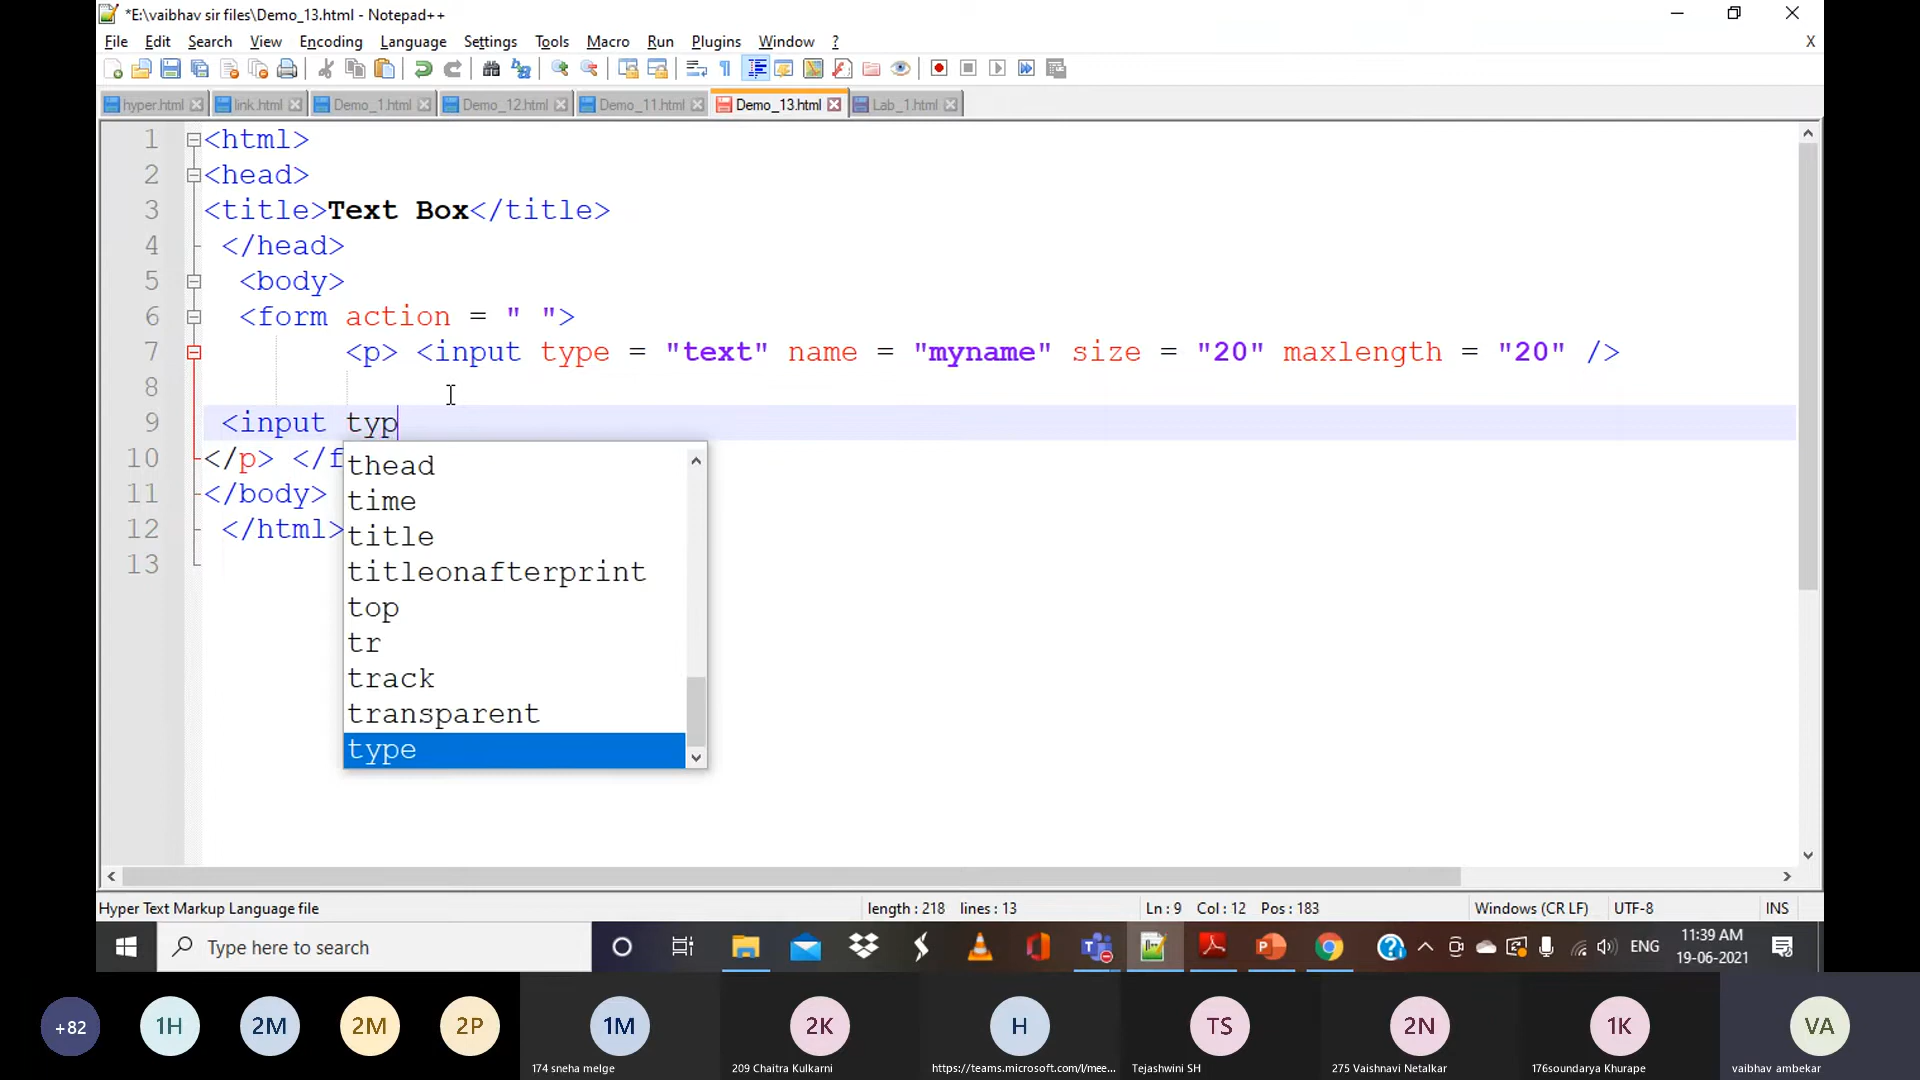 *E:\vaibhav sir files\Demo_13.html - Notepad++
File Edit Search View Encoding Language Settings Tools Macro Run Plugins Window ? X
hyper.html link.html Demo_1.html Demo_12.html Demo_11.html Demo_13.html Lab_1.html
1 <html>
2 <head>
3 <title>Text Box</title>
4 </head>
5 <body>
6 <form action = " ">
7 <p> <input type = "text" name = "myname" size = "20" maxlength = "20" />
8
9 <input typ
10 </p> </f
11 </body>
12 </html>
13
thead
time
title
titleonafterprint
top
tr
track
transparent
type
Hyper Text Markup Language file length : 218 lines : 13 Ln : 9 Col : 12 Pos : 183 Windows (CR LF) UTF-8 INS
Type here to search ENG 11:39 AM
19-06-2021
+82 1H 2M 2M 2P 1M 2K H TS 2N 1K VA
174 sneha melge 209 Chaitra Kulkarni https://teams.microsoft.com/l/mee... Tejashwini SH 275 Vaishnavi Netalkar 176soundarya Khurape vaibhav ambekar